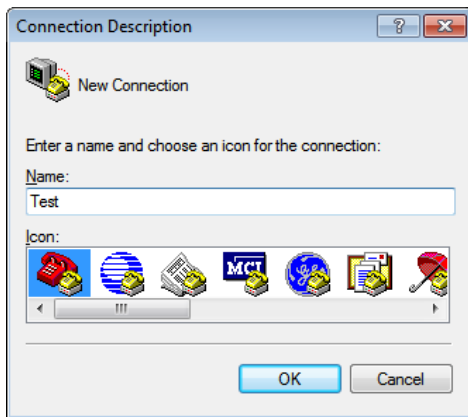 Connection Description
New Connection
Enter a name and choose an icon for the connection:
Name:
Test
Icon:
MCI
OK
Cancel